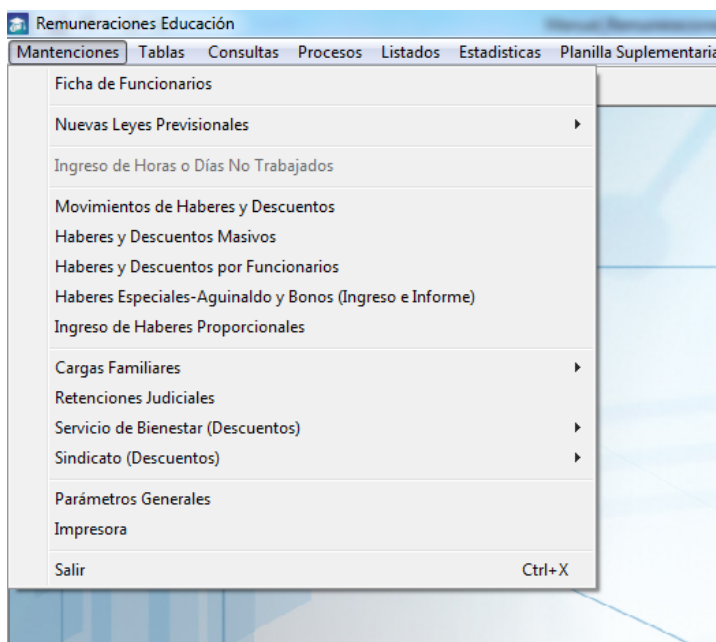 Remuneraciones Educación
Mantenciones Tablas Consultas Procesos Listados Estadisticas Planilla Suplementaria
Ficha de Funcionarios
Nuevas Leyes Previsionales
Ingreso de Horas o Días No Trabajados
Movimientos de Haberes y Descuentos
Haberes y Descuentos Masivos
Haberes y Descuentos por Funcionarios
Haberes Especiales-Aguinaldo y Bonos (Ingreso e Informe)
Ingreso de Haberes Proporcionales
Cargas Familiares
Retenciones Judiciales
Servicio de Bienestar (Descuentos)
Sindicato (Descuentos)
Parámetros Generales
Impresora
Salir Ctrl+X